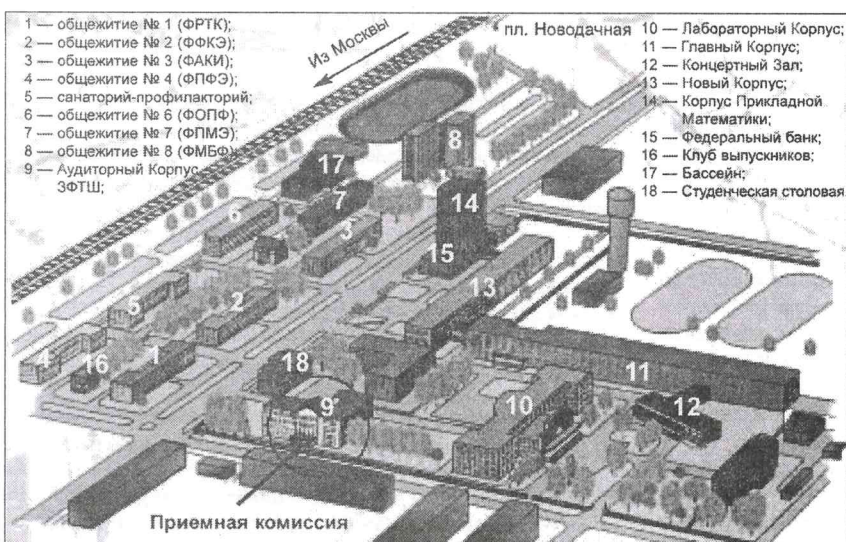 1 — общежитие № 1 (ФРТК);
2 — общежитие № 2 (ФФКЭ);
3 — общежитие № 3 (ФАКИ);
4 — общежитие № 4 (ФПФЭ);
5 — санаторий-профилакторий;
6 — общежитие № 6 (ФОПФ);
7 — общежитие № 7 (ФПМЭ);
8 — общежитие № 8 (ФМБФ);
9 — Аудиторный Корпус
ЗФТШ;
Из Москвы
пл. Новодачная
10 — Лабораторный Корпус;
11 — Главный Корпус;
12 — Концертный Зал;
13 — Новый Корпус;
14 — Корпус Прикладной
Математики;
15 — Федеральный банк;
16 — Клуб выпускников;
17 — Бассейн;
18 — Студенческая столовая
8
17
7
14
6
3
15
13
5
2
4
16
1
18
9
10
11
12
Приемная комиссия